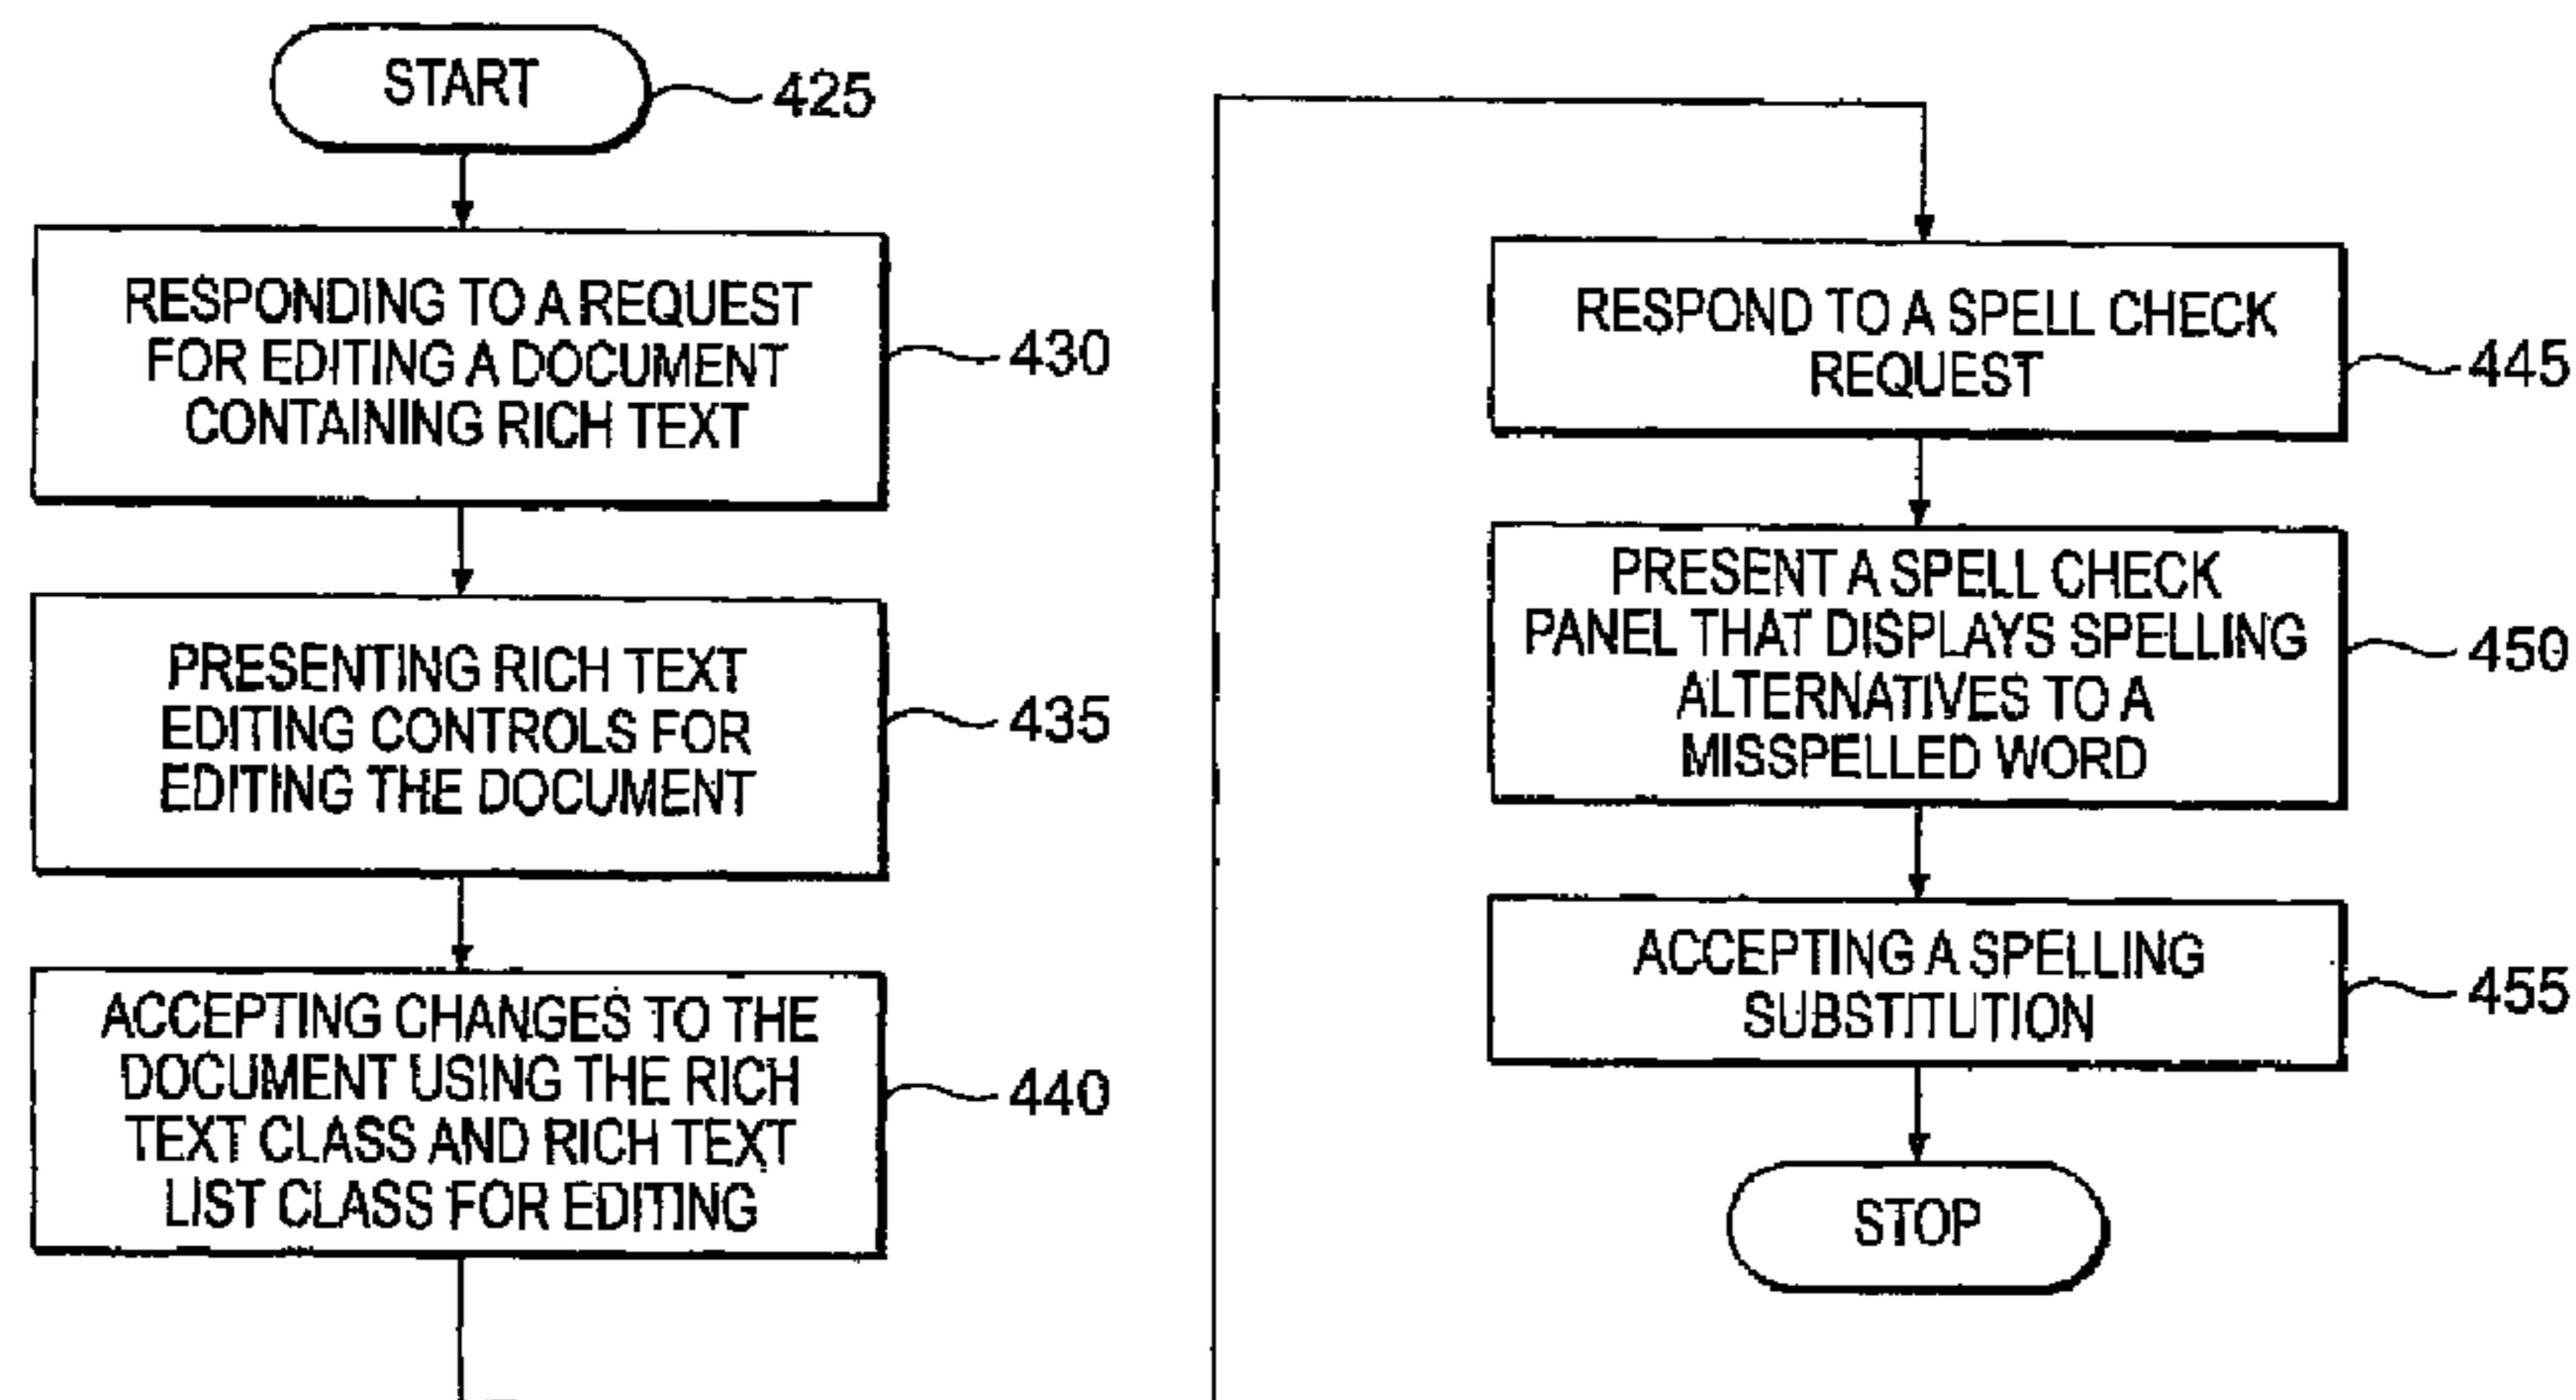 START
425
RESPONDING TO A REQUEST
FOR EDITING A DOCUMENT
CONTAINING RICH TEXT
430
PRESENTING RICH TEXT
EDITING CONTROLS FOR
EDITING THE DOCUMENT
435
ACCEPTING CHANGES TO THE
DOCUMENT USING THE RICH
TEXT CLASS AND RICH TEXT
LIST CLASS FOR EDITING
440
RESPOND TO A SPELL CHECK
REQUEST
445
PRESENT A SPELL CHECK
PANEL THAT DISPLAYS SPELLING
ALTERNATIVES TO A
MISSPELLED WORD
450
ACCEPTING A SPELLING
SUBSTITUTION
455
STOP